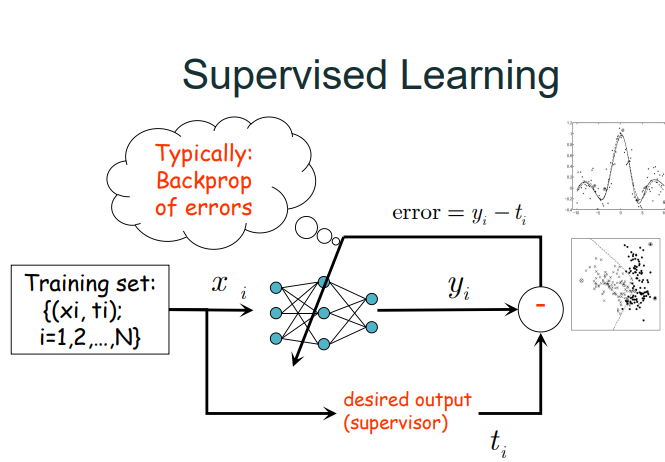 Supervised Learning
Typically:
Backprop
of errors
error = y_i − t_i
Training set:
{(xi, ti);
i=1,2,...,N}
x_i
y_i
-
desired output
(supervisor)
t_i